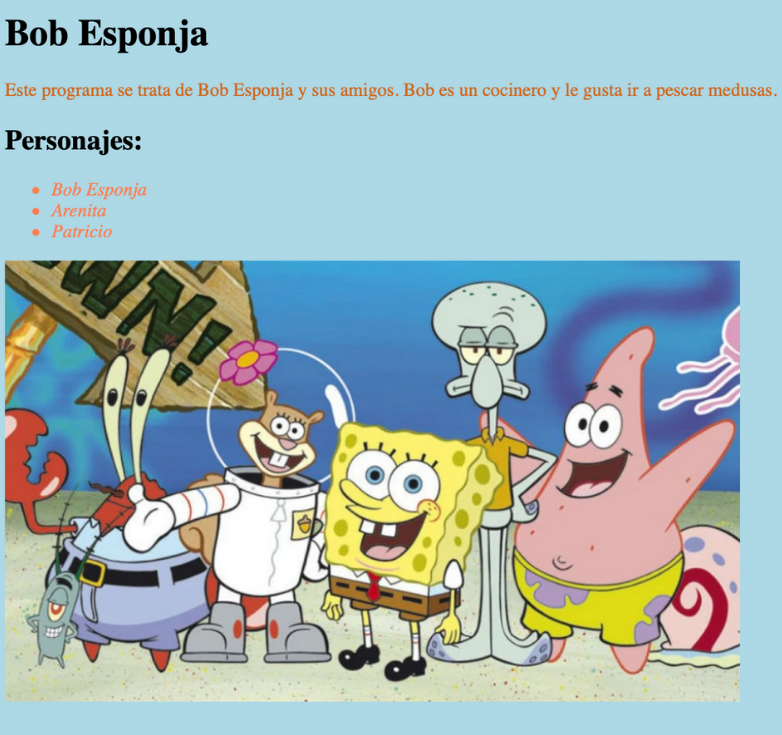 Bob Esponja
Este programa se trata de Bob Esponja y sus amigos. Bob es un cocinero y le gusta ir a pescar medusas.
Personajes:
Bob Esponja
Arenita
Patricio
WN!